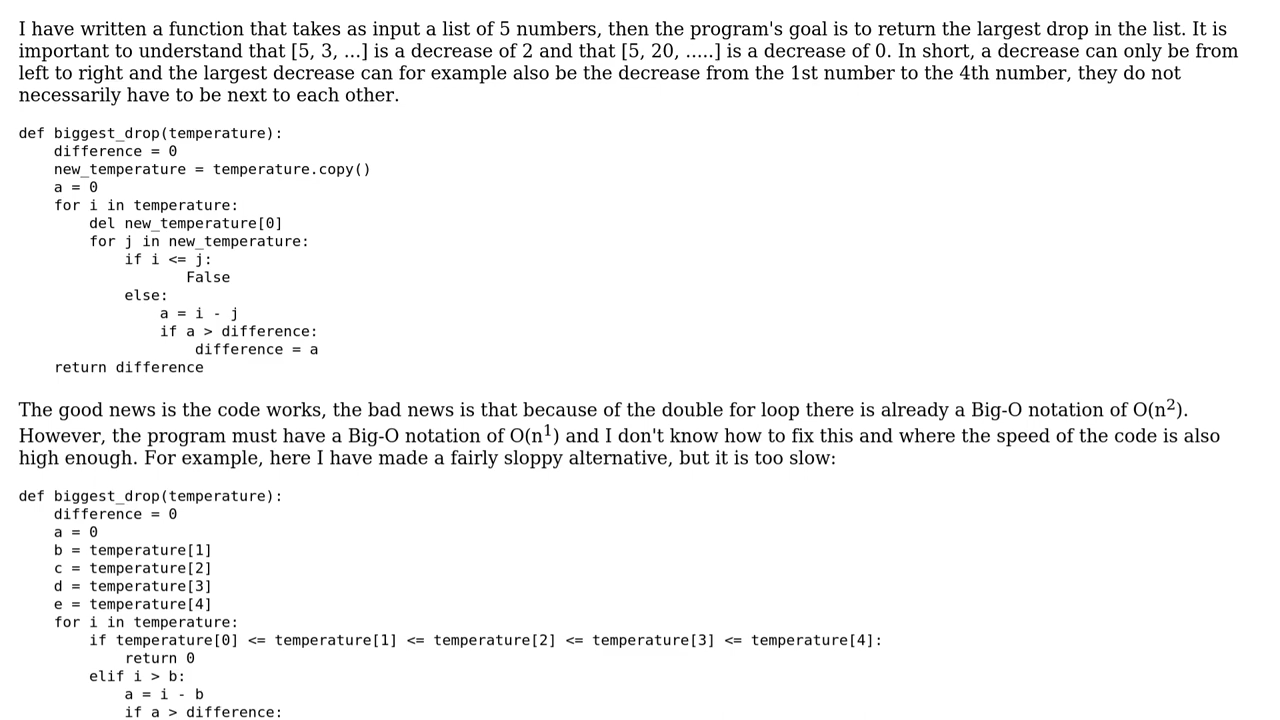 I have written a function that takes as input a list of 5 numbers, then the program's goal is to return the largest drop in the list. It is
important to understand that [5, 3, ...] is a decrease of 2 and that [5, 20, .....] is a decrease of 0. In short, a decrease can only be from
left to right and the largest decrease can for example also be the decrease from the 1st number to the 4th number, they do not
necessarily have to be next to each other.
def biggest_drop(temperature):
    difference = 0
    new_temperature = temperature.copy()
    a = 0
    for i in temperature:
        del new_temperature[0]
        for j in new_temperature:
            if i <= j:
                   False
            else:
                a = i - j
                if a > difference:
                    difference = a
    return difference
The good news is the code works, the bad news is that because of the double for loop there is already a Big-O notation of O(n²).
However, the program must have a Big-O notation of O(n¹) and I don't know how to fix this and where the speed of the code is also
high enough. For example, here I have made a fairly sloppy alternative, but it is too slow:
def biggest_drop(temperature):
    difference = 0
    a = 0
    b = temperature[1]
    c = temperature[2]
    d = temperature[3]
    e = temperature[4]
    for i in temperature:
        if temperature[0] <= temperature[1] <= temperature[2] <= temperature[3] <= temperature[4]:
            return 0
        elif i > b:
            a = i - b
            if a > difference: